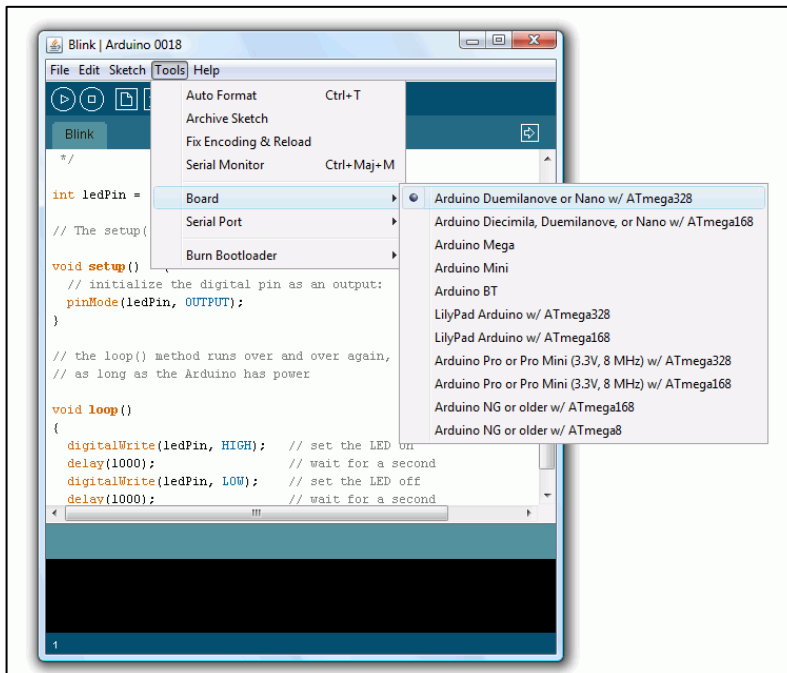 Blink | Arduino 0018
File Edit Sketch Tools Help
Auto Format Ctrl+T
Archive Sketch
Fix Encoding & Reload
Serial Monitor Ctrl+Maj+M
Board
Serial Port
Burn Bootloader
Arduino Duemilanove or Nano w/ ATmega328
Arduino Diecimila, Duemilanove, or Nano w/ ATmega168
Arduino Mega
Arduino Mini
Arduino BT
LilyPad Arduino w/ ATmega328
LilyPad Arduino w/ ATmega168
Arduino Pro or Pro Mini (3.3V, 8 MHz) w/ ATmega328
Arduino Pro or Pro Mini (3.3V, 8 MHz) w/ ATmega168
Arduino NG or older w/ ATmega168
Arduino NG or older w/ ATmega8
Blink
*/
int ledPin =
// The setup(
void setup()
// initialize the digital pin as an output:
pinMode(ledPin, OUTPUT);
}
// the loop() method runs over and over again,
// as long as the Arduino has power
void loop()
{
digitalWrite(ledPin, HIGH); // set the LED on
delay(1000); // wait for a second
digitalWrite(ledPin, LOW); // set the LED off
delay(1000); // wait for a second
1